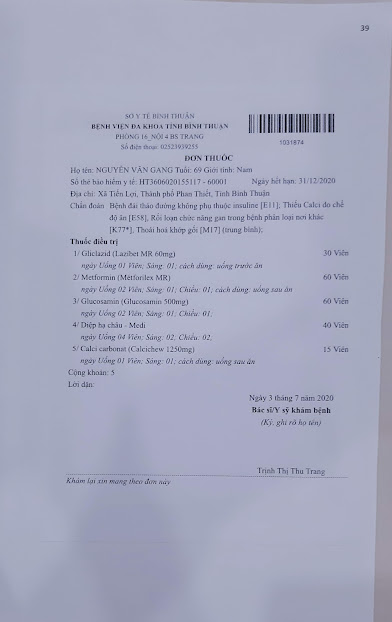 39
SỞ Y TẾ BÌNH THUẬN
BỆNH VIỆN ĐA KHOA TỈNH BÌNH THUẬN
PHÒNG 16_NỘI 4 BS TRANG
Số điện thoại: 02523939255
1031874
ĐƠN THUỐC
Họ tên: NGUYỄN VĂN GANG Tuổi: 69 Giới tính: Nam
Số thẻ bảo hiểm y tế: HT3606020155117 - 60001 Ngày hết hạn: 31/12/2020
Địa chỉ: Xã Tiến Lợi, Thành phố Phan Thiết, Tỉnh Bình Thuận
Chẩn đoán Bệnh đái tháo đường không phụ thuộc insuline [E11]; Thiếu Calci do chế
độ ăn [E58], Rối loạn chức năng gan trong bệnh phân loại nơi khác
[K77*], Thoái hoá khớp gối [M17] (trung bình);
Thuốc điều trị
1/ Gliclazid (Lazibet MR 60mg) 30 Viên
ngày Uống 01 Viên; Sáng: 01; cách dùng: uống trước ăn
2/ Metformin (Metforilex MR) 60 Viên
ngày Uống 02 Viên; Sáng: 01; Chiều: 01; cách dùng: uống sau ăn
3/ Glucosamin (Glucosamin 500mg) 60 Viên
ngày Uống 02 Viên; Sáng: 01; Chiều: 01;
4/ Diệp hạ châu - Medi 40 Viên
ngày Uống 04 Viên; Sáng: 02; Chiều: 02;
5/ Calci carbonat (Calcichew 1250mg) 15 Viên
ngày Uống 01 Viên; Sáng: 01; cách dùng: uống sau ăn
Cộng khoản: 5
Lời dặn:
Ngày 3 tháng 7 năm 2020
Bác sĩ/Y sỹ khám bệnh
(Ký, ghi rõ họ tên)
Trịnh Thị Thu Trang
Khám lại xin mang theo đơn này